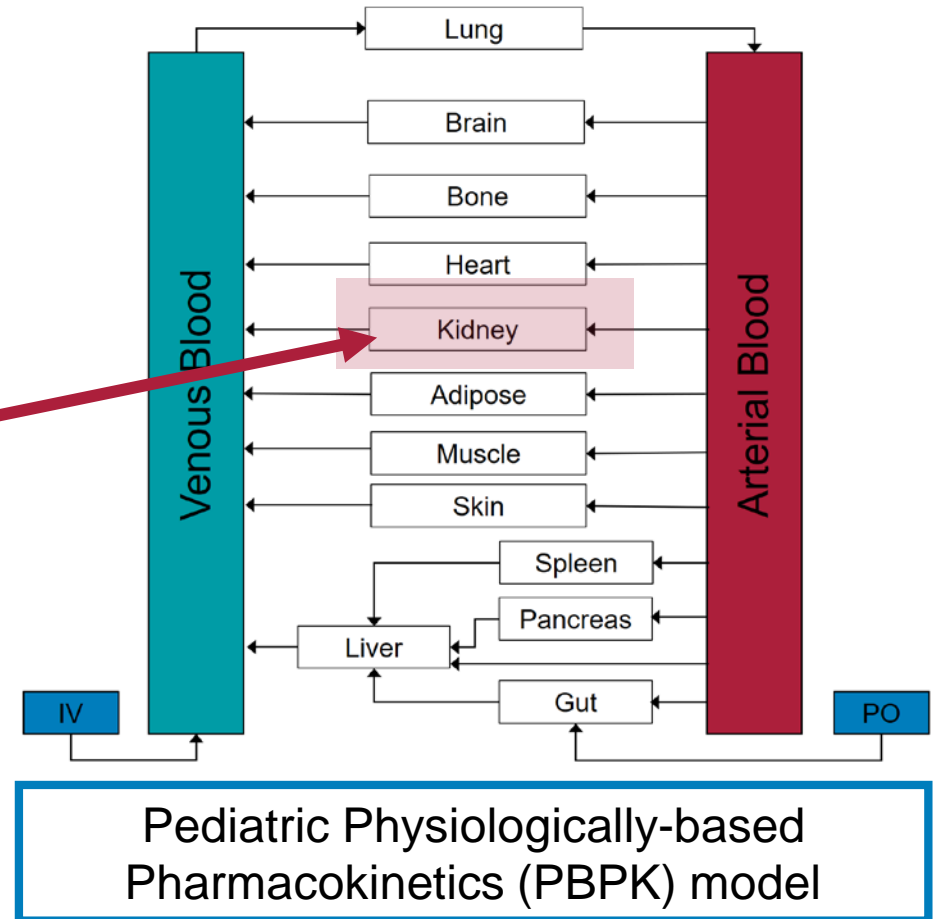 Lung
Brain
Bone
Heart
Kidney
Adipose
Muscle
Skin
Spleen
Pancreas
Liver
Gut
Venous Blood
Arterial Blood
IV
PO
Pediatric Physiologically-based
Pharmacokinetics (PBPK) model